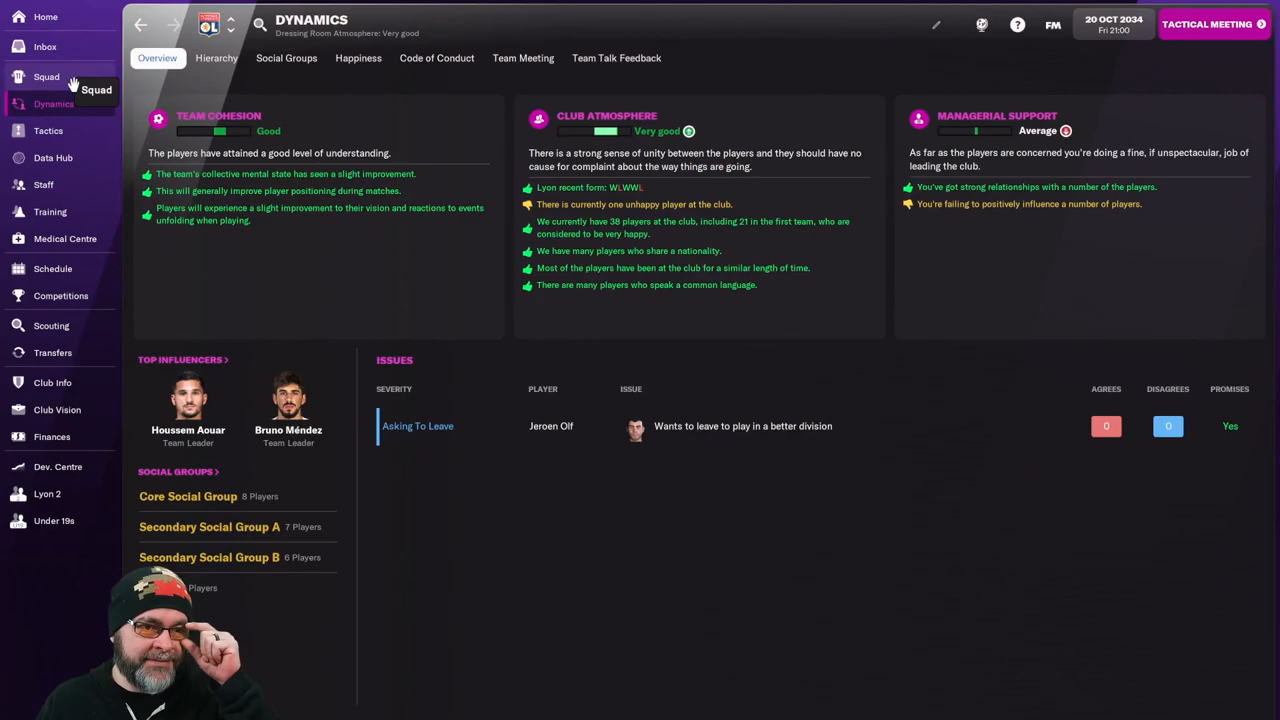 Home
Inbox
Squad
Squad
Dynamics
Tactics
Data Hub
Staff
Training
Medical Centre
Schedule
Competitions
Scouting
Transfers
Club Info
Club Vision
Finances
Dev. Centre
Lyon 2
Under 19s
OL
DYNAMICS
Dressing Room Atmosphere: Very good
?
FM
20 OCT 2034
Fri 21:00
TACTICAL MEETING
Overview
Hierarchy
Social Groups
Happiness
Code of Conduct
Team Meeting
Team Talk Feedback
TEAM COHESION
Good
The players have attained a good level of understanding.
The team's collective mental state has seen a slight improvement.
This will generally improve player positioning during matches.
Players will experience a slight improvement to their vision and reactions to events
unfolding when playing.
CLUB ATMOSPHERE
Very good
There is a strong sense of unity between the players and they should have no
cause for complaint about the way things are going.
Lyon recent form: WLWWL
There is currently one unhappy player at the club.
We currently have 38 players at the club, including 21 in the first team, who are
considered to be very happy.
We have many players who share a nationality.
Most of the players have been at the club for a similar length of time.
There are many players who speak a common language.
MANAGERIAL SUPPORT
Average
As far as the players are concerned you're doing a fine, if unspectacular, job of
leading the club.
You've got strong relationships with a number of the players.
You're failing to positively influence a number of players.
TOP INFLUENCERS >
Houssem Aouar
Team Leader
Bruno Méndez
Team Leader
SOCIAL GROUPS >
Core Social Group 8 Players
Secondary Social Group A 7 Players
Secondary Social Group B 6 Players
Players
ISSUES
SEVERITY PLAYER ISSUE AGREES DISAGREES PROMISES
Asking To Leave Jeroen Olf Wants to leave to play in a better division 0 0 Yes